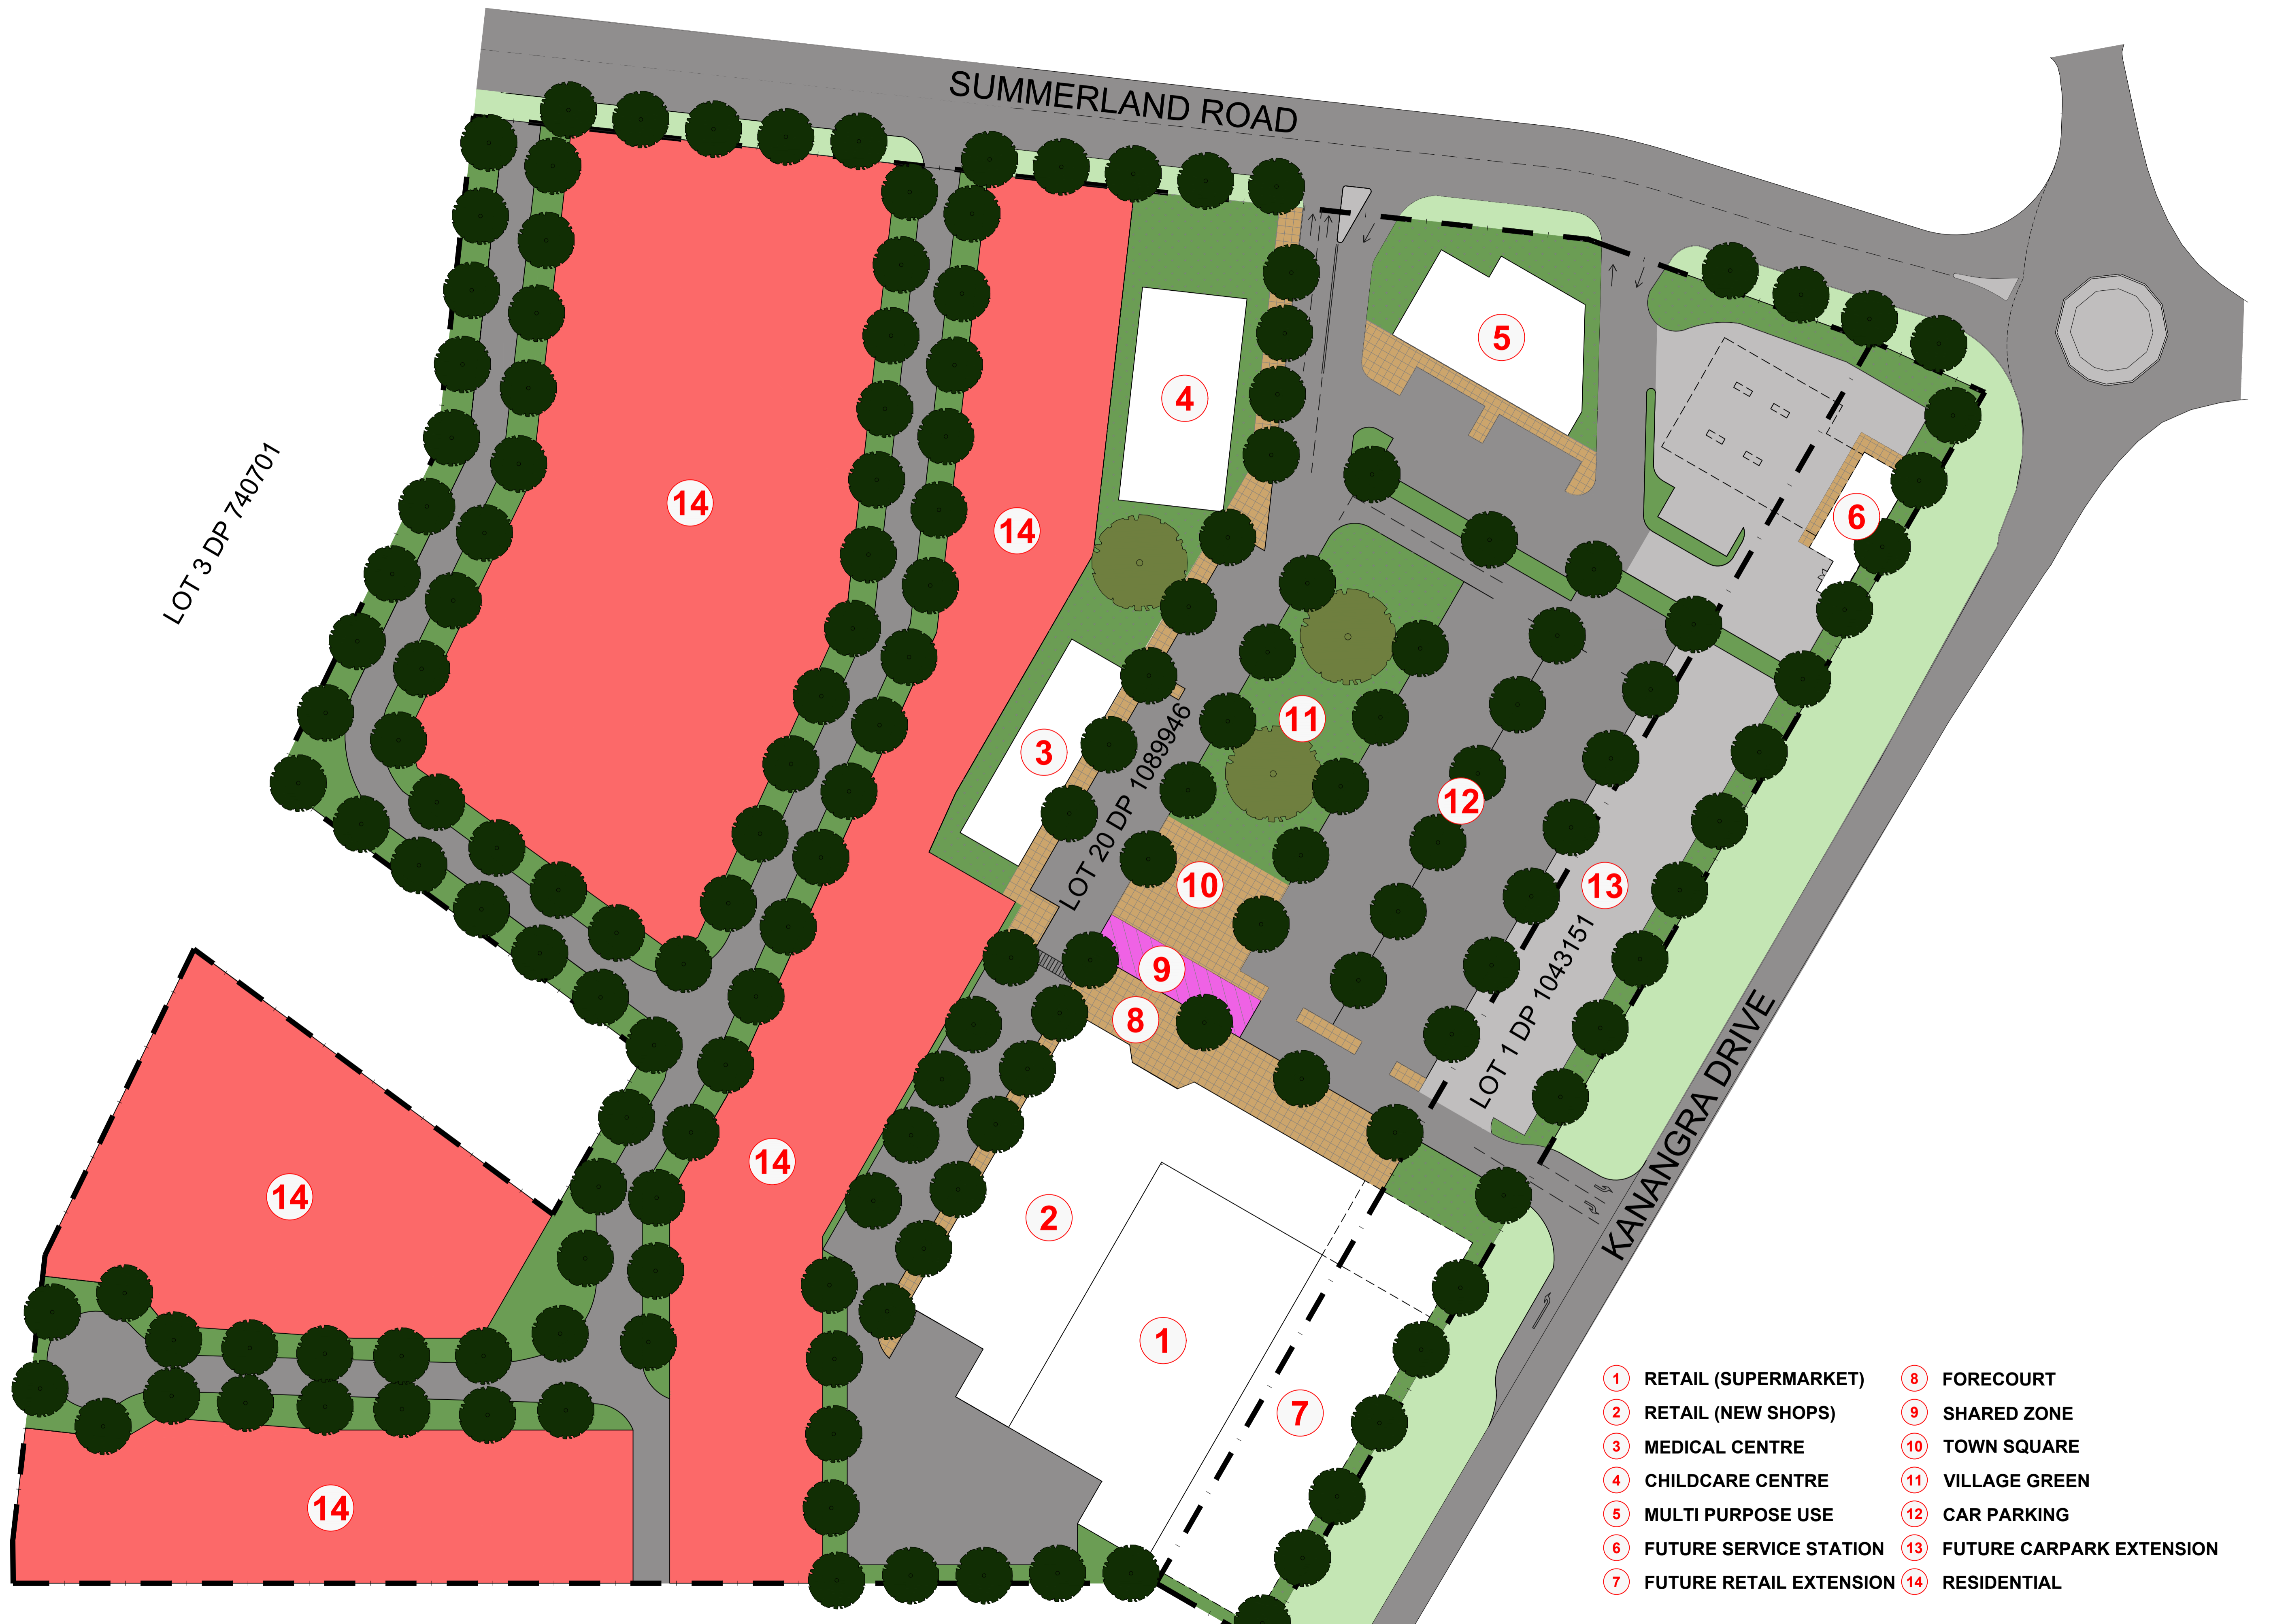 SUMMERLAND ROAD
LOT 3 DP 740701
14
14
4
5
6
3
11
LOT 20 DP 1089946
12
10
13
9
8
LOT 1 DP 1043151
KANANGRA DRIVE
14
14
2
1
7
14
1 RETAIL (SUPERMARKET)
2 RETAIL (NEW SHOPS)
3 MEDICAL CENTRE
4 CHILDCARE CENTRE
5 MULTI PURPOSE USE
6 FUTURE SERVICE STATION
7 FUTURE RETAIL EXTENSION
8 FORECOURT
9 SHARED ZONE
10 TOWN SQUARE
11 VILLAGE GREEN
12 CAR PARKING
13 FUTURE CARPARK EXTENSION
14 RESIDENTIAL